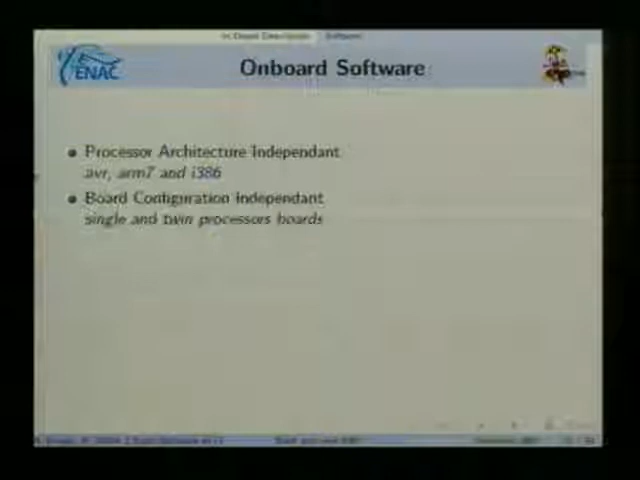 ENAC
Onboard Software
Processor Architecture Independant
avr, arm7 and i386
Board Configuration Independant
single and twin processors boards